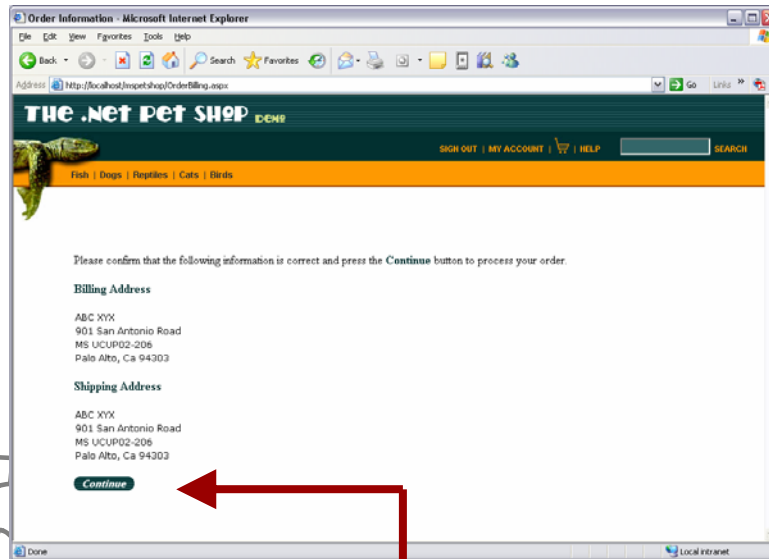 Order Information - Microsoft Internet Explorer
File Edit View Favorites Tools Help
Back Search Favorites
Address http://localhost/mspetshop/OrderBilling.aspx Go Links »
THE .NET PET SHOP DEMO
SIGN OUT | MY ACCOUNT | | HELP SEARCH
Fish | Dogs | Reptiles | Cats | Birds
Please confirm that the following information is correct and press the Continue button to process your order.
Billing Address
ABC XYX
901 San Antonio Road
MS UCUP02-206
Palo Alto, Ca 94303
Shipping Address
ABC XYX
901 San Antonio Road
MS UCUP02-206
Palo Alto, Ca 94303
Continue
Done Local intranet